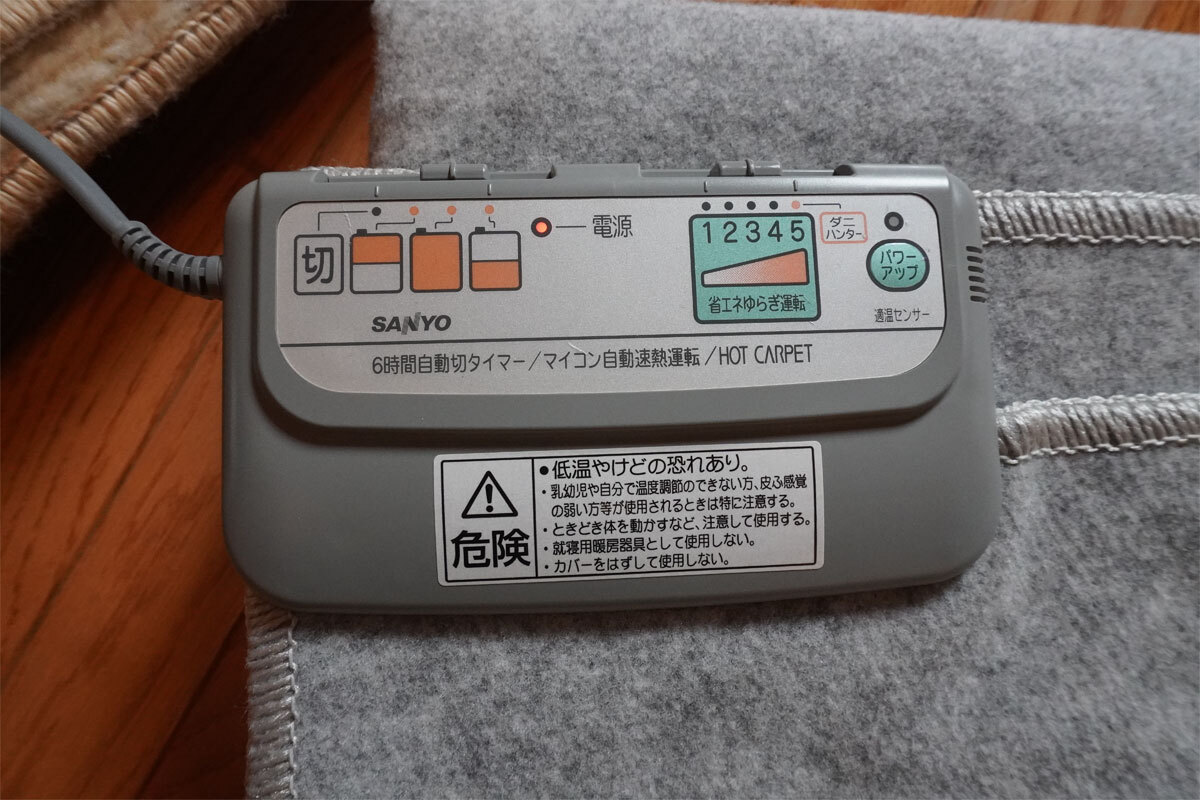 切
電源
1 2 3 4 5
ダニ
ハンター
パワー
アップ
省エネゆらぎ運転
適温センサー
SANYO
6時間自動切タイマー/マイコン自動速熱運転/HOT CARPET
危険
●低温やけどの恐れあり。
・乳幼児や自分で温度調節のできない方、皮ふ感覚
の弱い方等が使用されるときは特に注意する。
・ときどき体を動かすなど、注意して使用する。
・就寝用暖房器具として使用しない。
・カバーをはずして使用しない。